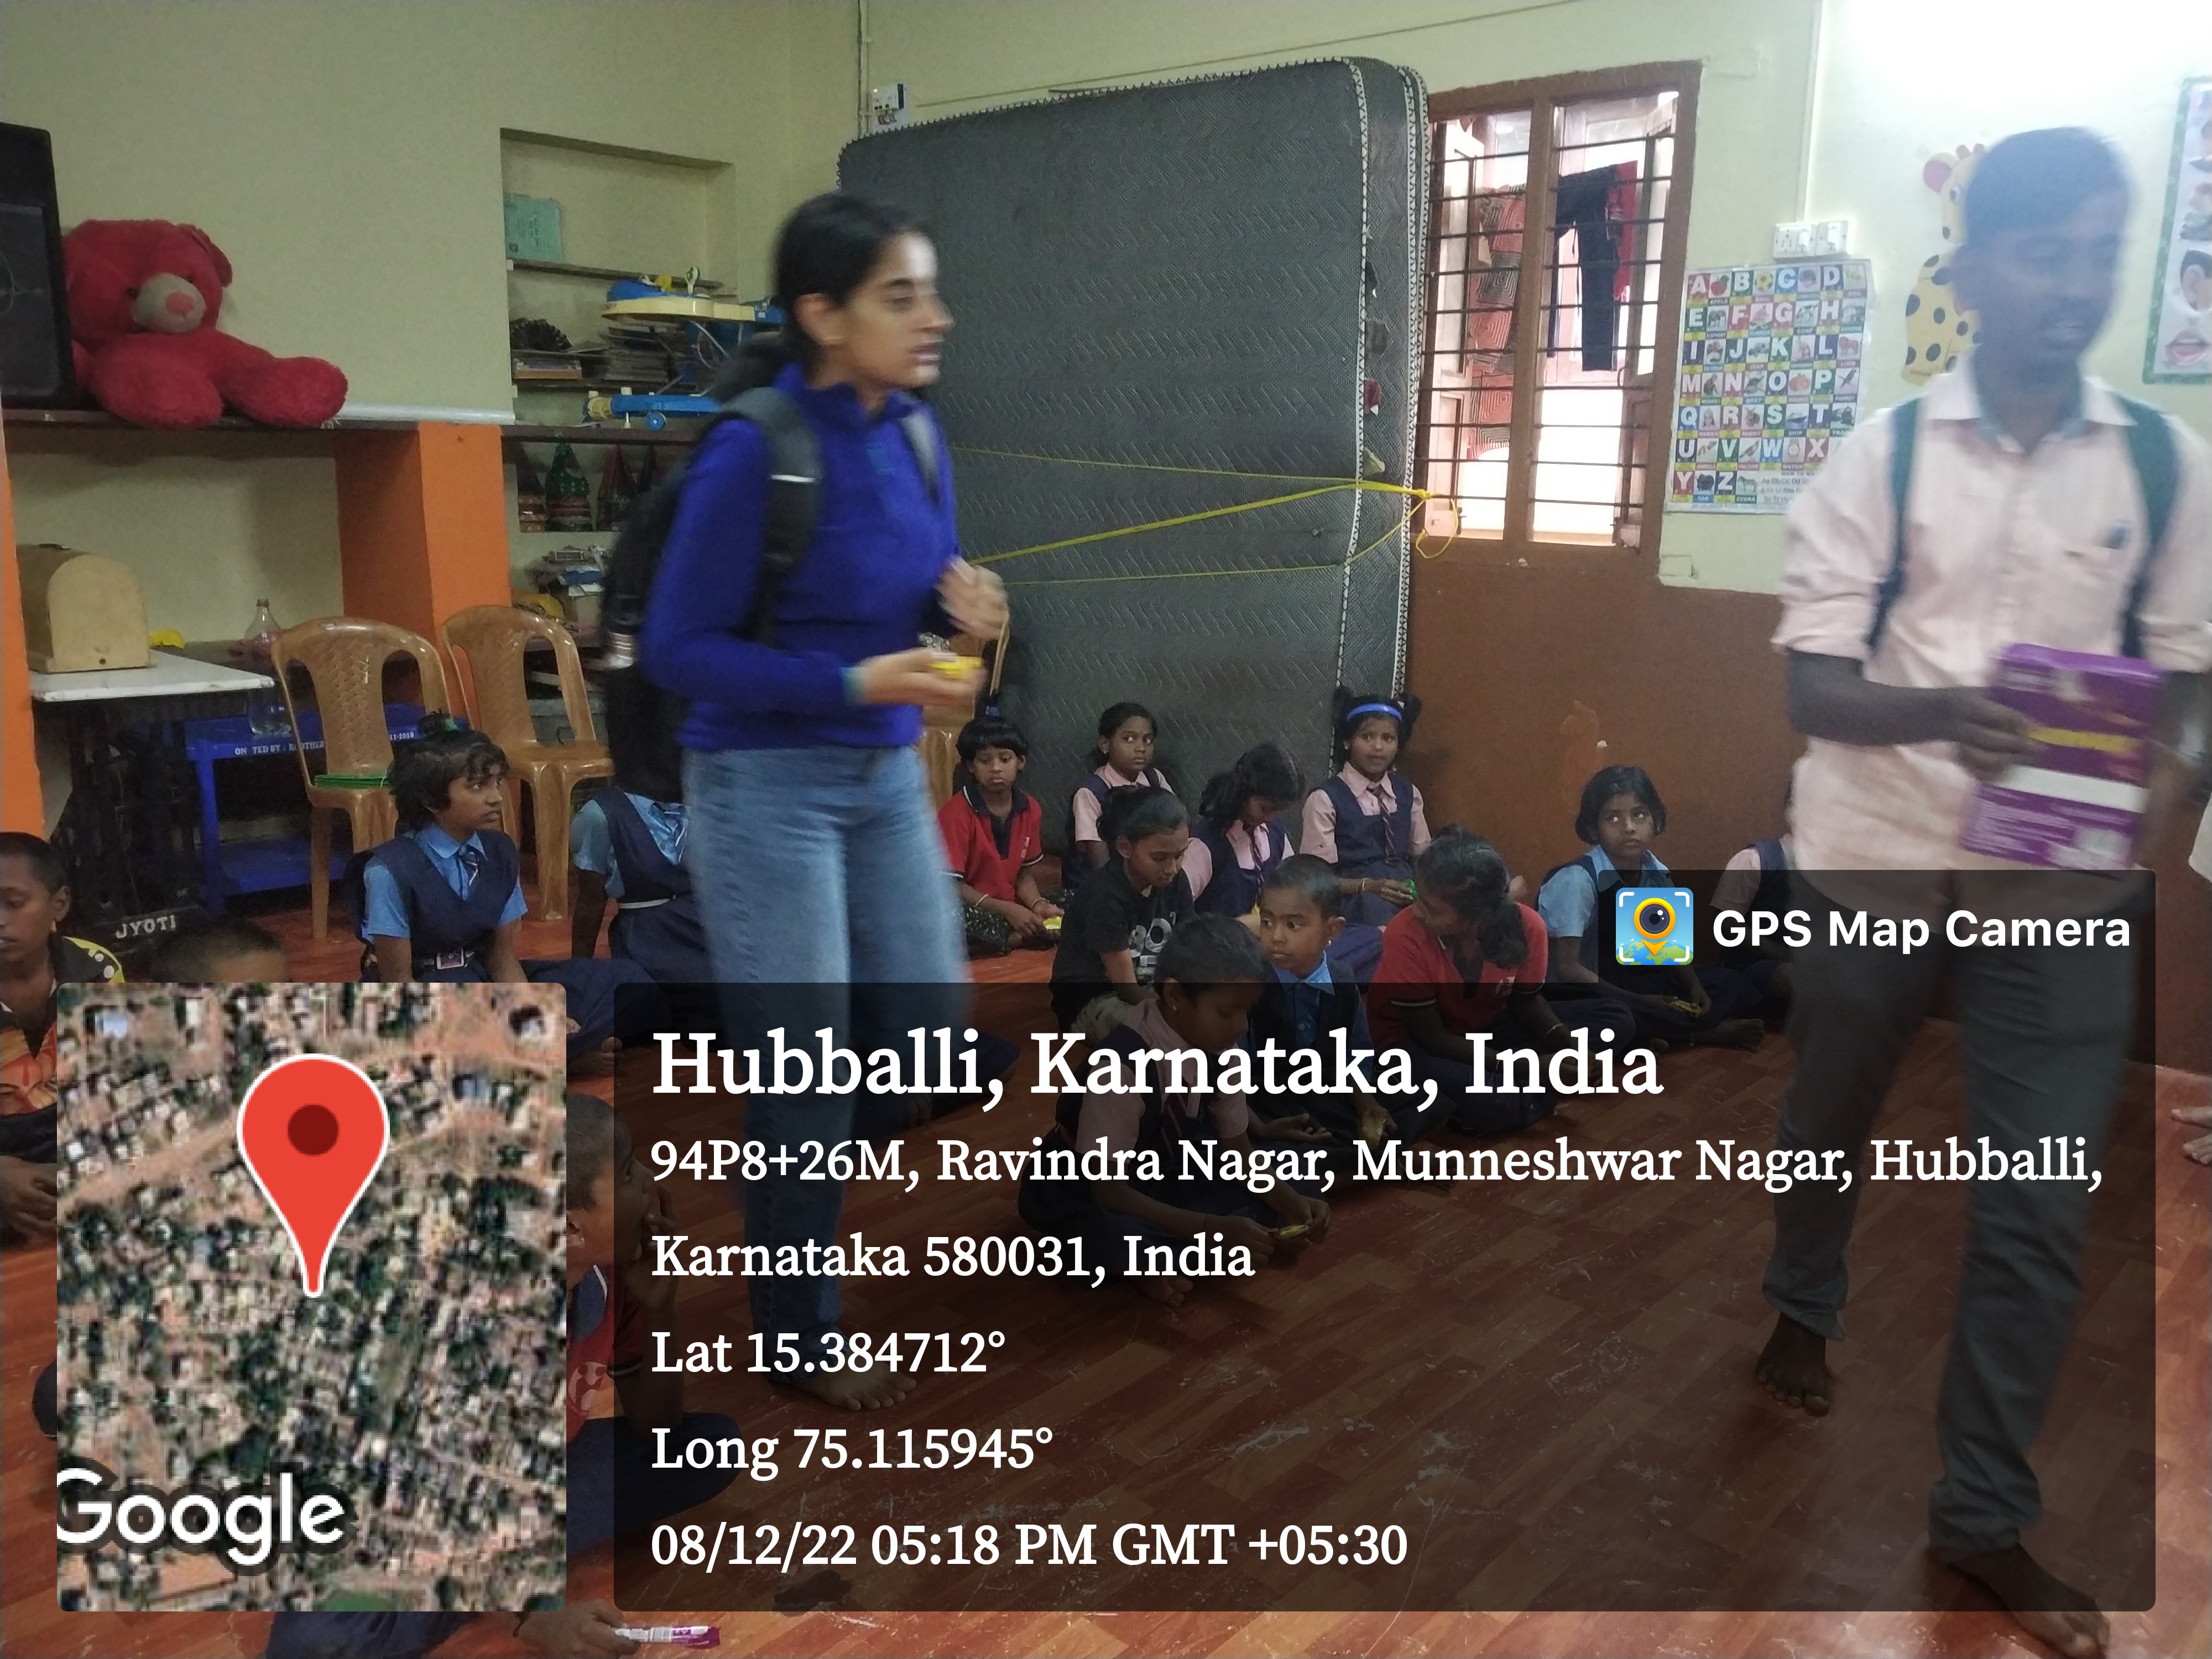 A B C D
E F G H
I J K L
M N O P
Q R S T
U V W X
Y Z
JYOTI
GPS Map Camera
Hubballi, Karnataka, India
94P8+26M, Ravindra Nagar, Munneshwar Nagar, Hubballi,
Karnataka 580031, India
Lat 15.384712°
Long 75.115945°
08/12/22 05:18 PM GMT +05:30
Google